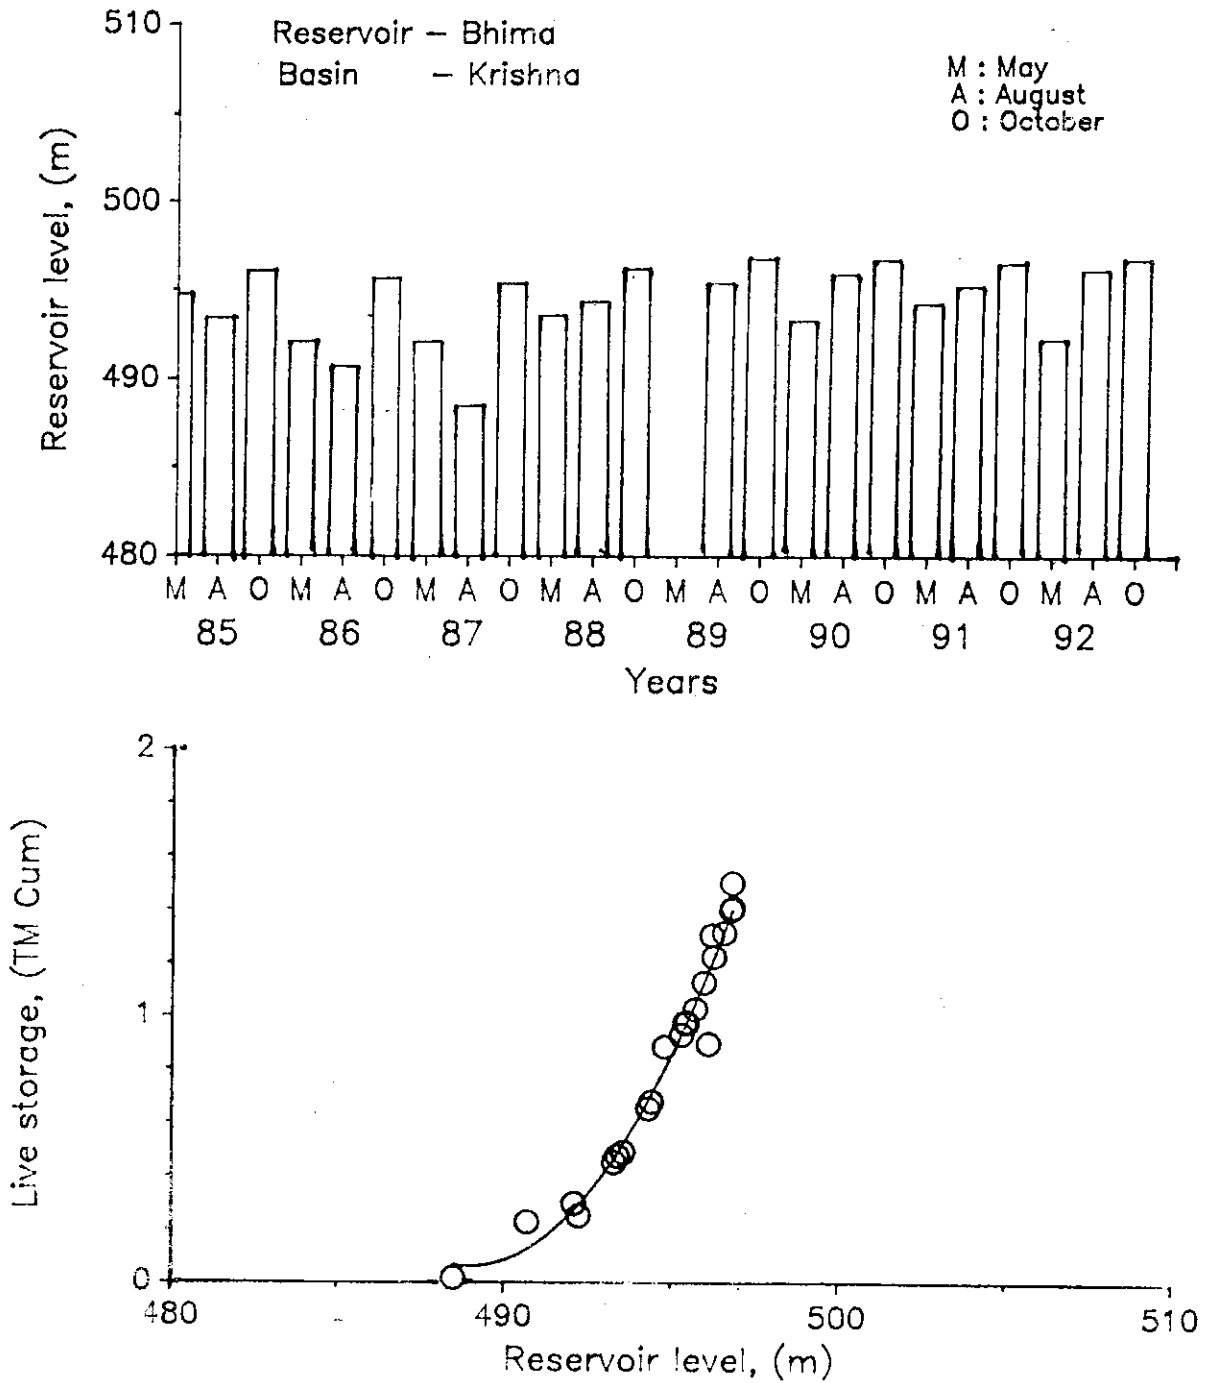 510
Reservoir – Bhima
Basin – Krishna
M : May
A : August
O : October
Reservoir level, (m)
500
490
480
M A O M A O M A O M A O M A O M A O M A O M A O
85 86 87 88 89 90 91 92
Years
2
Live storage, (TM Cum)
1
0
480 490 500 510
Reservoir level, (m)